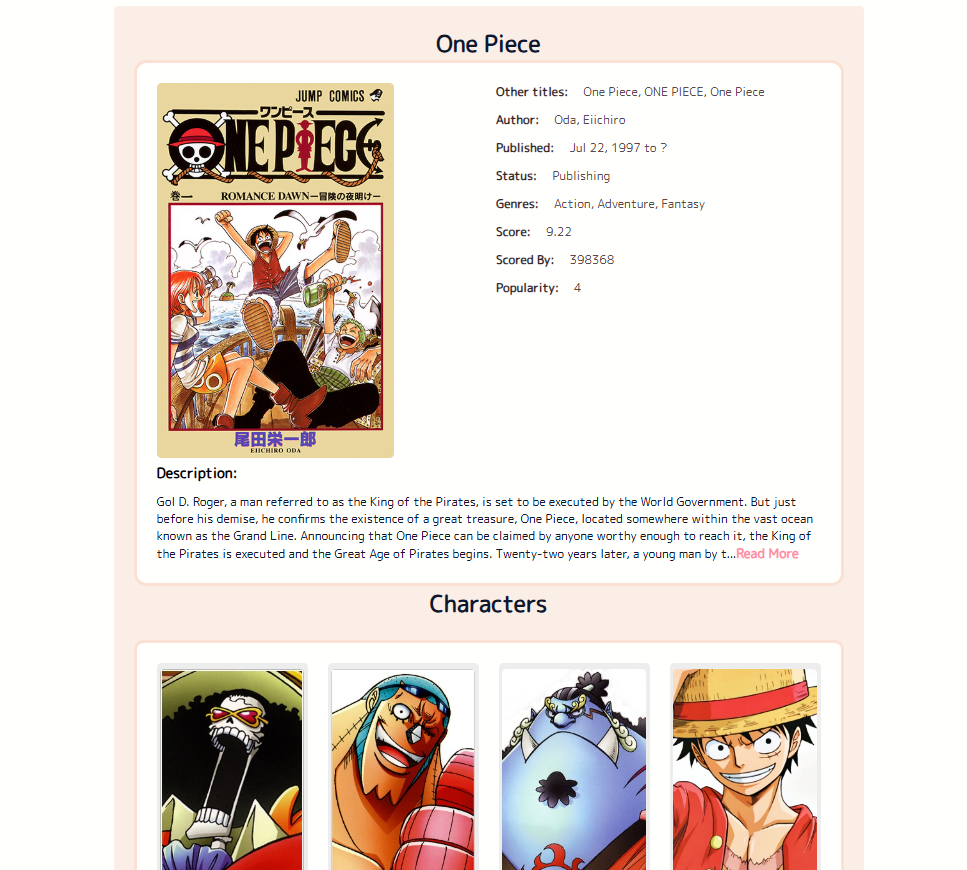 One Piece
JUMP COMICS
ワンピース
ONE PIECE
巻一 ROMANCE DAWN—冒険の夜明け—
尾田栄一郎
EIICHIRO ODA
Other titles: One Piece, ONE PIECE, One Piece
Author: Oda, Eiichiro
Published: Jul 22, 1997 to ?
Status: Publishing
Genres: Action, Adventure, Fantasy
Score: 9.22
Scored By: 398368
Popularity: 4
Description:
Gol D. Roger, a man referred to as the King of the Pirates, is set to be executed by the World Government. But just
before his demise, he confirms the existence of a great treasure, One Piece, located somewhere within the vast ocean
known as the Grand Line. Announcing that One Piece can be claimed by anyone worthy enough to reach it, the King of
the Pirates is executed and the Great Age of Pirates begins. Twenty-two years later, a young man by t...Read More
Characters